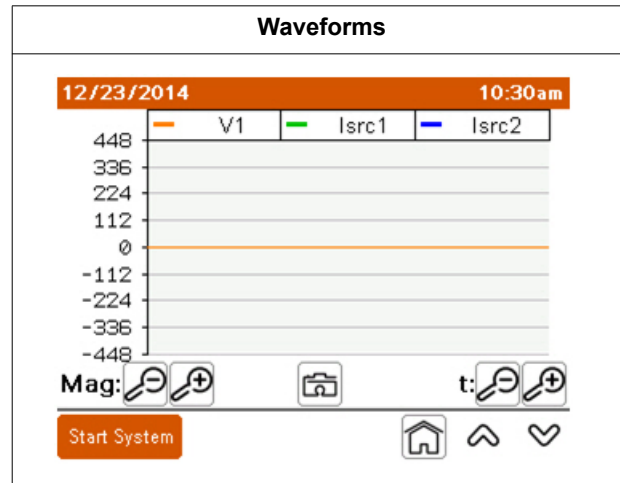 Waveforms
12/23/2014 10:30am
V1 Isrc1 Isrc2
448
336
224
112
0
-112
-224
-336
-448
Mag: t:
Start System